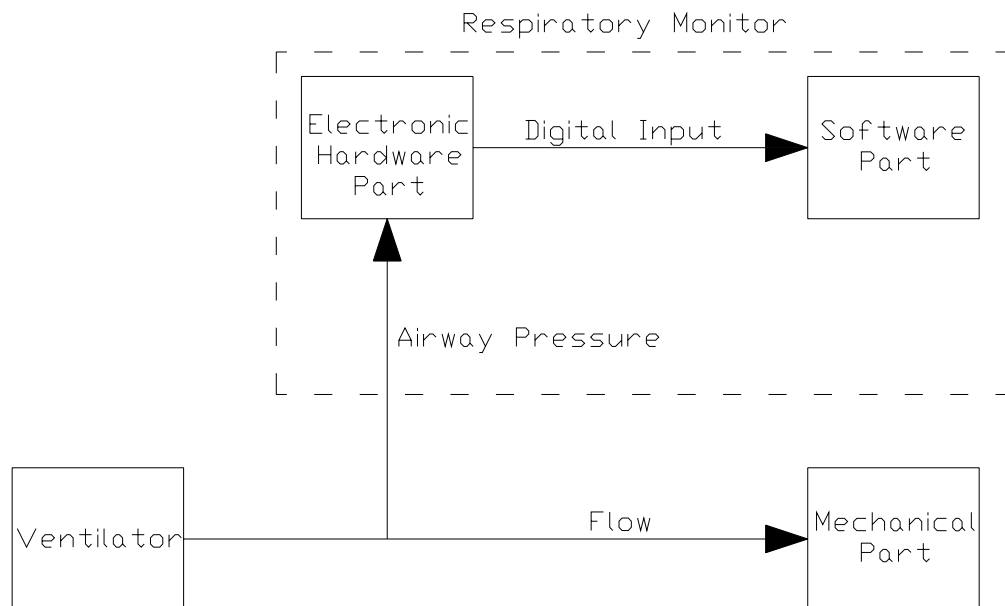 Respiratory Monitor
Electronic
Hardware
Part
Digital Input
Software
Part
Airway Pressure
Ventilator
Flow
Mechanical
Part